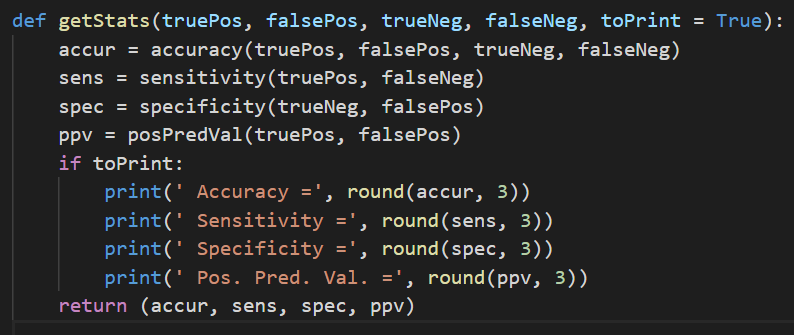 def getStats(truePos, falsePos, trueNeg, falseNeg, toPrint = True):
    accur = accuracy(truePos, falsePos, trueNeg, falseNeg)
    sens = sensitivity(truePos, falseNeg)
    spec = specificity(trueNeg, falsePos)
    ppv = posPredVal(truePos, falsePos)
    if toPrint:
        print(' Accuracy =', round(accur, 3))
        print(' Sensitivity =', round(sens, 3))
        print(' Specificity =', round(spec, 3))
        print(' Pos. Pred. Val. =', round(ppv, 3))
    return (accur, sens, spec, ppv)